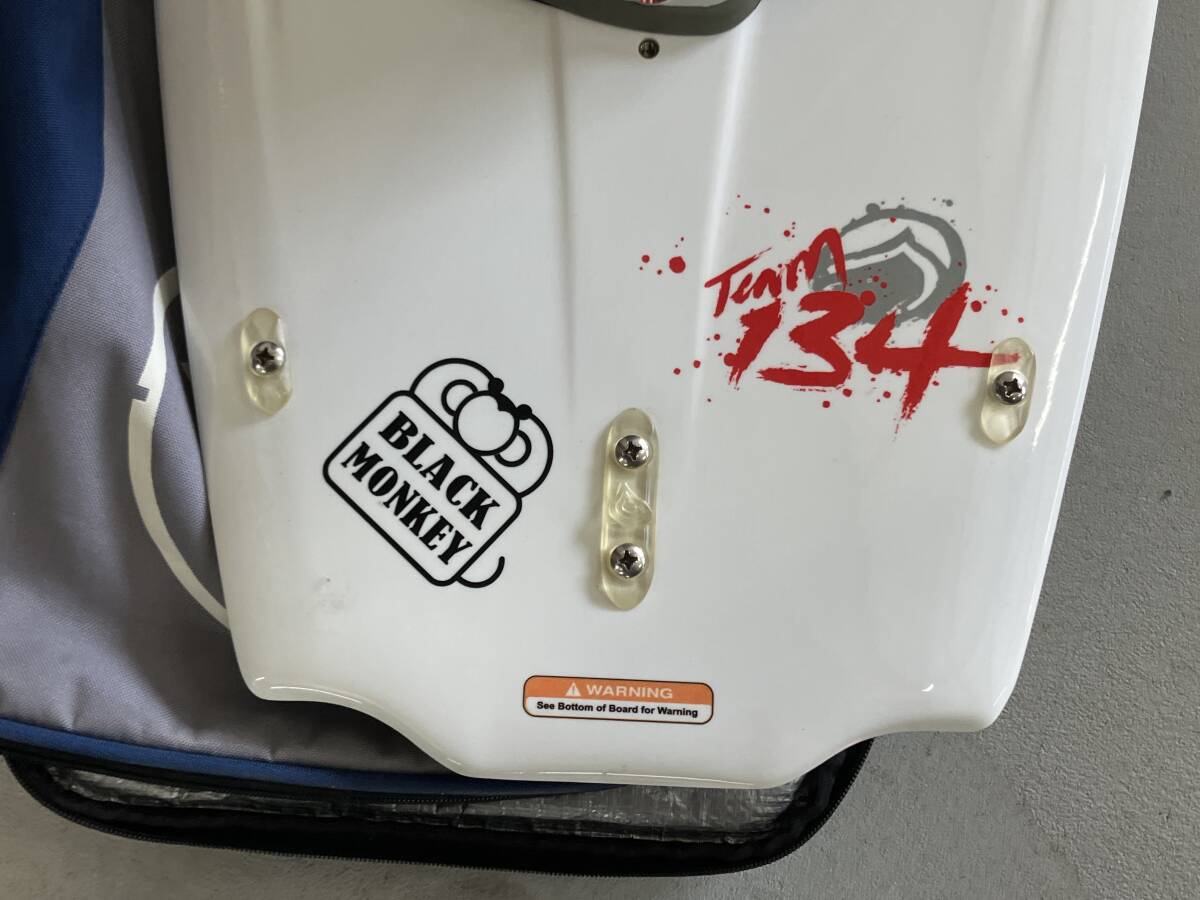 Team
134
BLACK
MONKEY
WARNING
See Bottom of Board for Warning